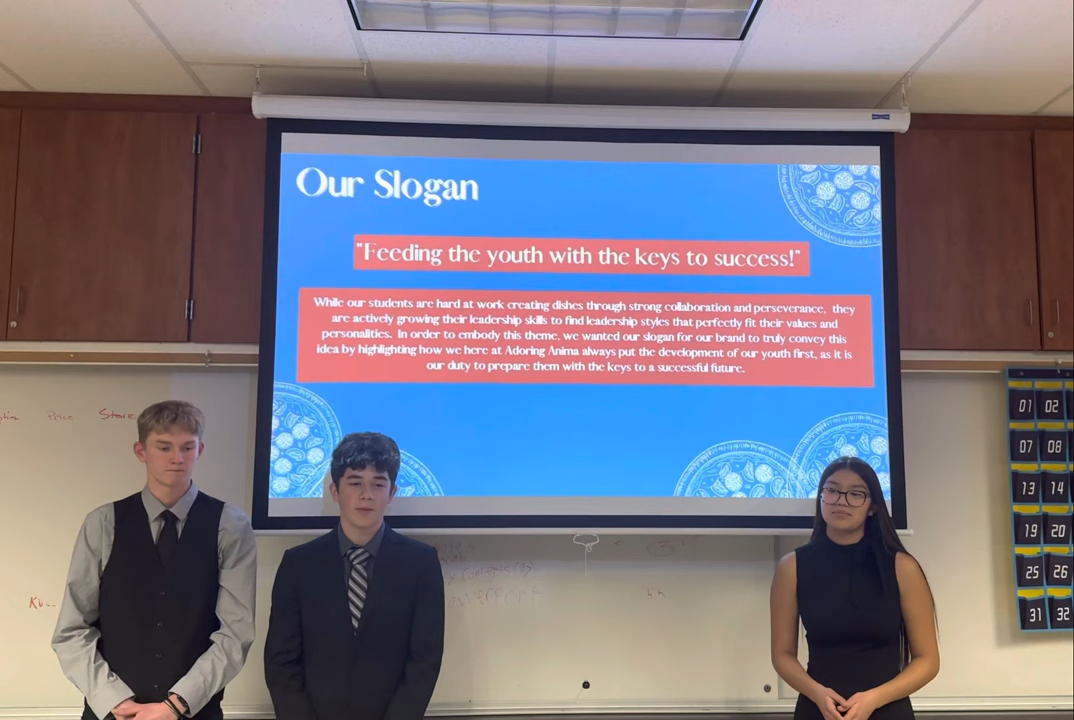 Our Slogan
"Feeding the youth with the keys to success!"
While our students are hard at work creating dishes through strong collaboration and perseverance, they
are actively growing their leadership skills to find leadership styles that perfectly fit their values and
personalities. In order to embody this theme, we wanted our slogan for our brand to truly convey this
idea by highlighting how we here at Adoring Anima always put the development of our youth first, as it is
our duty to prepare them with the keys to a successful future.
Price Store
01 02
07 08
13 14
19 20
25 26
31 32